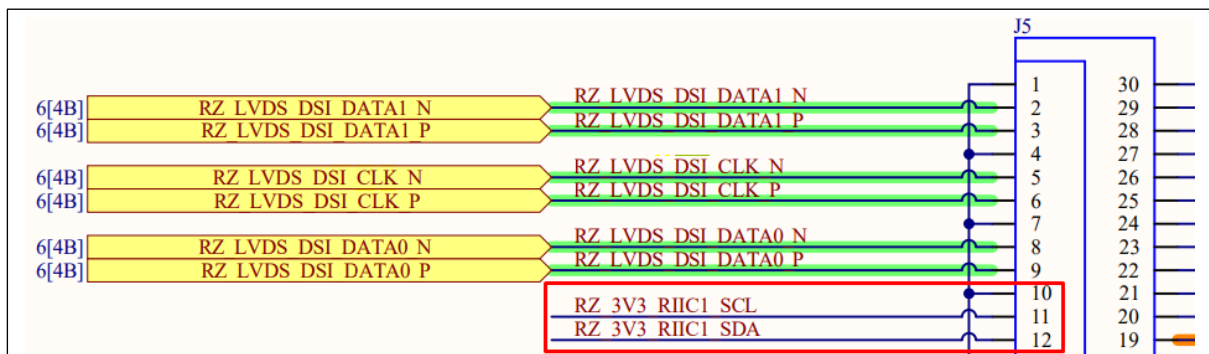 J5
1 30
RZ_LVDS_DSI_DATA1_N
6[4B] RZ_LVDS_DSI_DATA1_N 2 29
RZ_LVDS_DSI_DATA1_P
6[4B] RZ_LVDS_DSI_DATA1_P 3 28
4 27
RZ_LVDS_DSI_CLK_N
6[4B] RZ_LVDS_DSI_CLK_N 5 26
RZ_LVDS_DSI_CLK_P
6[4B] RZ_LVDS_DSI_CLK_P 6 25
7 24
RZ_LVDS_DSI_DATA0_N
6[4B] RZ_LVDS_DSI_DATA0_N 8 23
RZ_LVDS_DSI_DATA0_P
6[4B] RZ_LVDS_DSI_DATA0_P 9 22
10 21
RZ_3V3_RIIC1_SCL 11 20
RZ_3V3_RIIC1_SDA 12 19